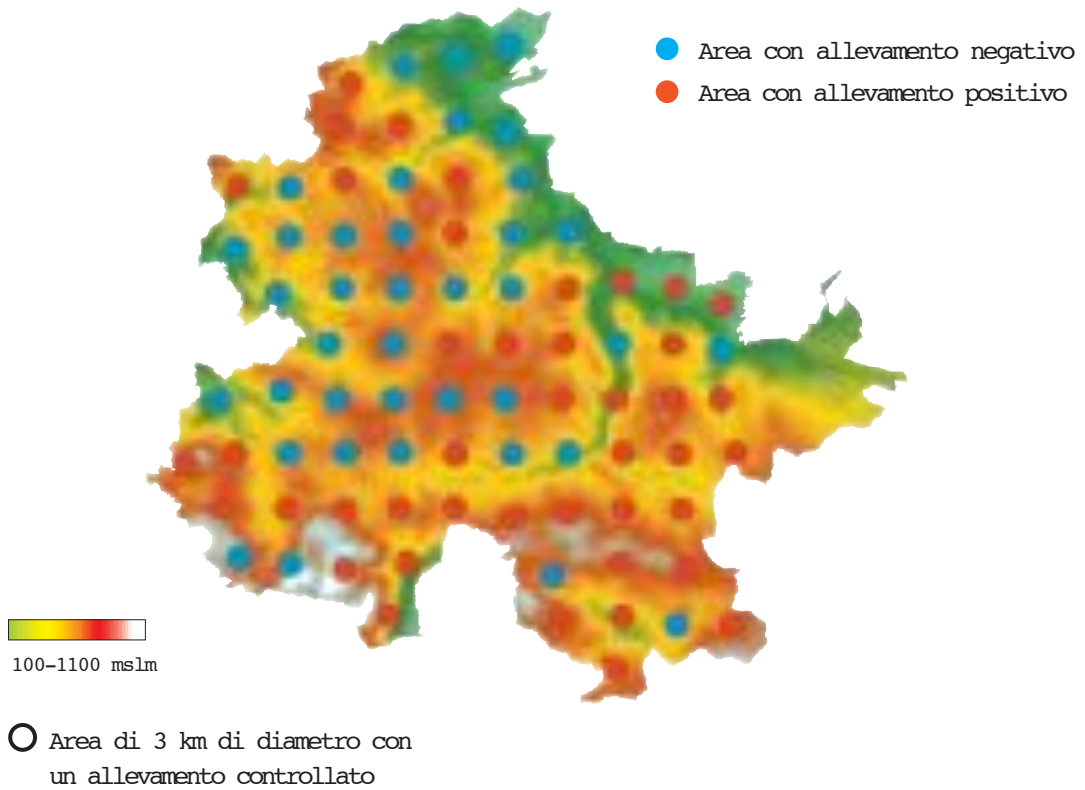 Area con allevamento negativo
Area con allevamento positivo
100-1100 mslm
Area di 3 km di diametro con
un allevamento controllato